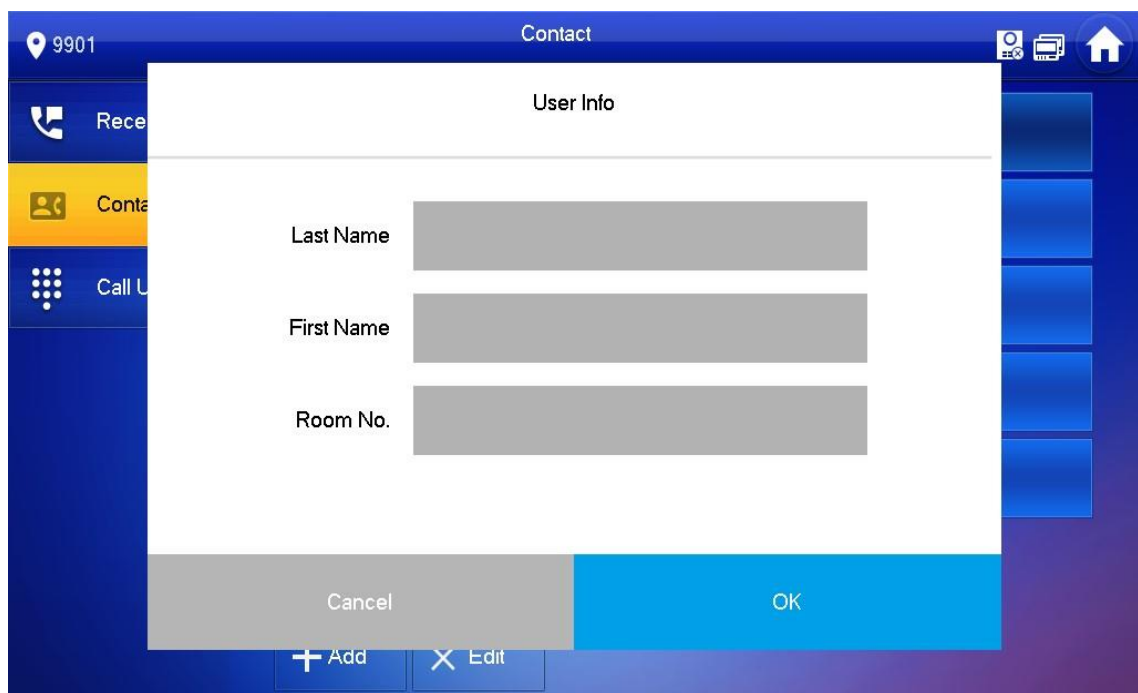 9901
Contact
User Info
Rece
Conta
Call U
Last Name
First Name
Room No.
Cancel
OK
Add
Edit